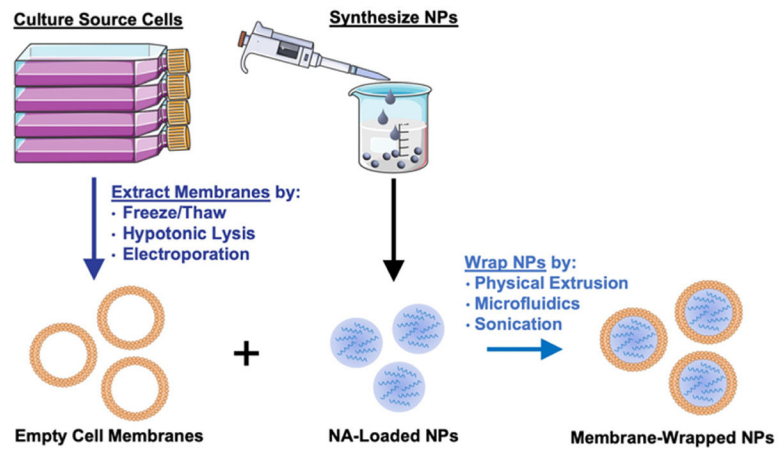 Culture Source Cells
Synthesize NPs
Extract Membranes by:
· Freeze/Thaw
· Hypotonic Lysis
· Electroporation
Wrap NPs by:
· Physical Extrusion
· Microfluidics
· Sonication
+
Empty Cell Membranes
NA-Loaded NPs
Membrane-Wrapped NPs